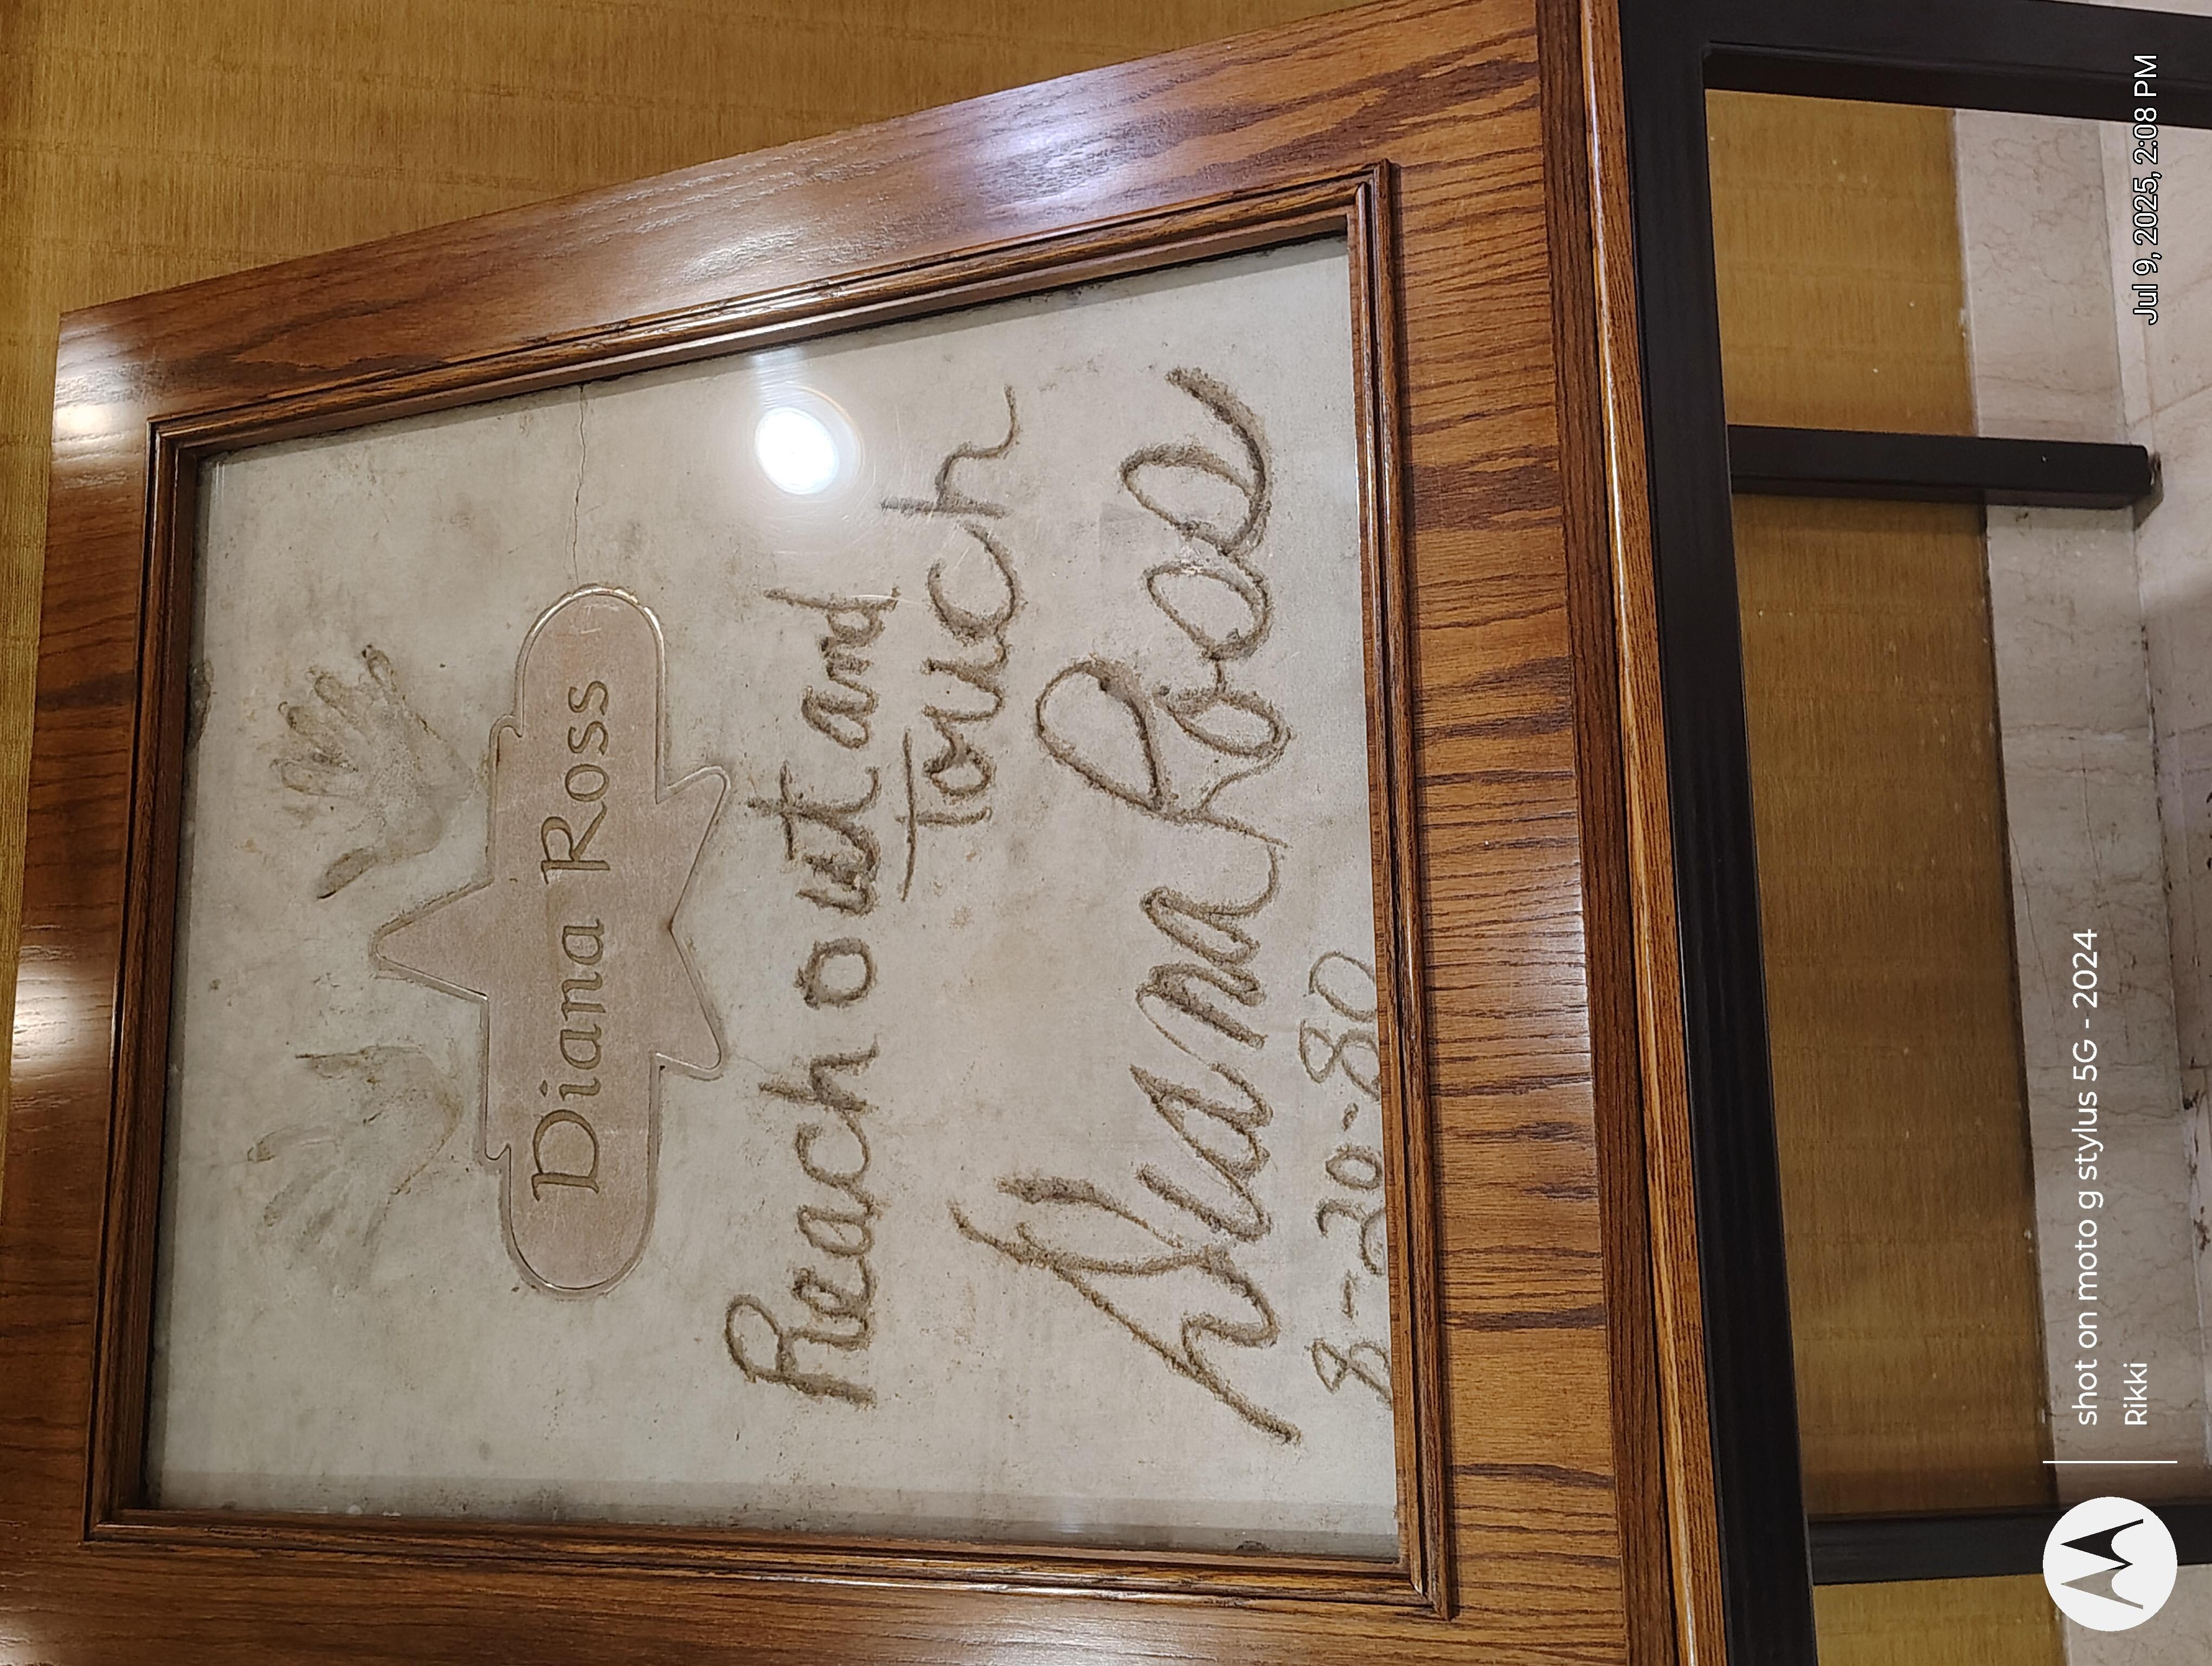 Diana Ross
Reach out and
Touch
Diana Ross
8-20-80
shot on moto g stylus 5G - 2024
Rikki
Jul 9, 2025, 2:08 PM